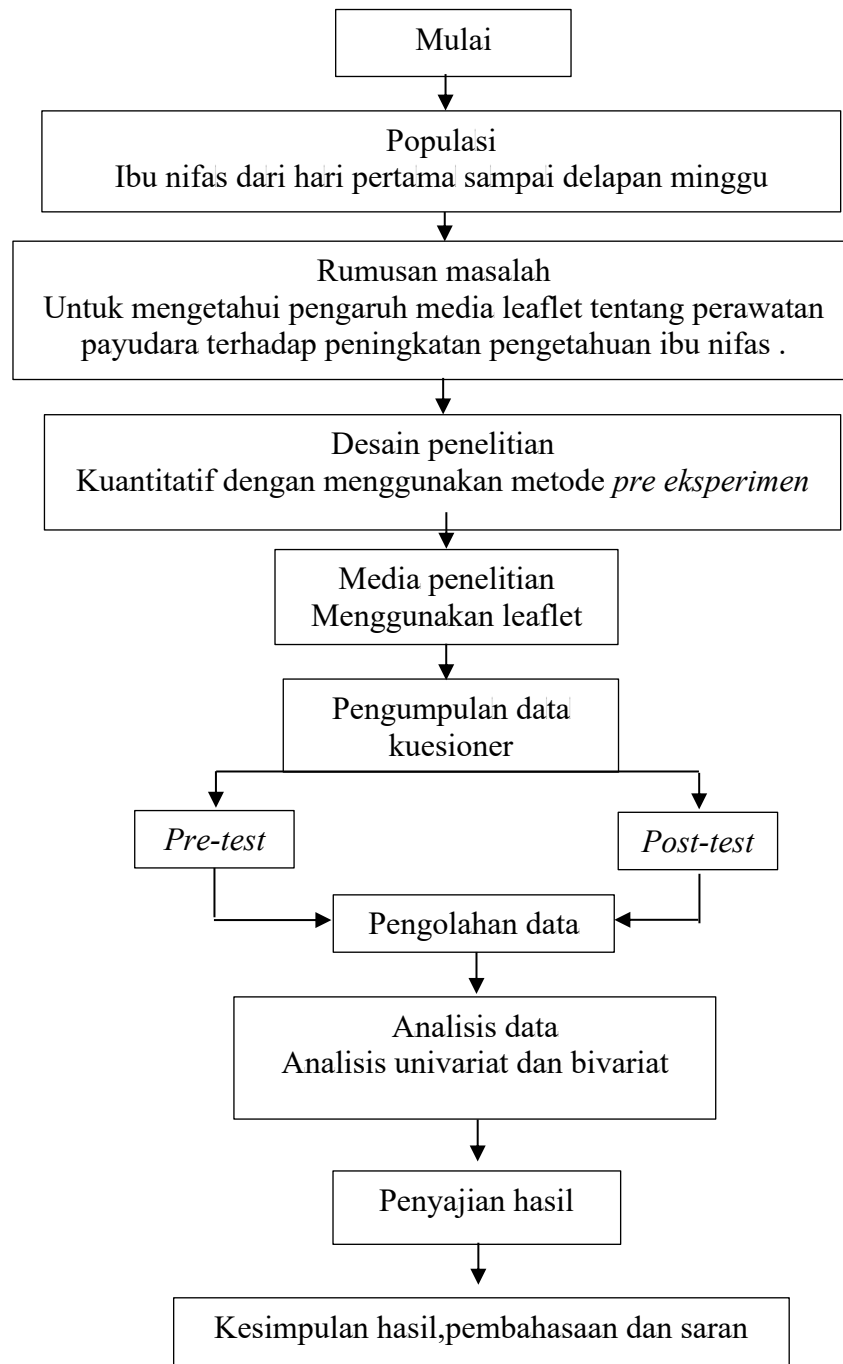 Mulai
Populasi
Ibu nifas dari hari pertama sampai delapan minggu
Rumusan masalah
Untuk mengetahui pengaruh media leaflet tentang perawatan
payudara terhadap peningkatan pengetahuan ibu nifas .
Desain penelitian
Kuantitatif dengan menggunakan metode pre eksperimen
Media penelitian
Menggunakan leaflet
Pengumpulan data
kuesioner
Pre-test
Post-test
Pengolahan data
Analisis data
Analisis univariat dan bivariat
Penyajian hasil
Kesimpulan hasil,pembahasaan dan saran